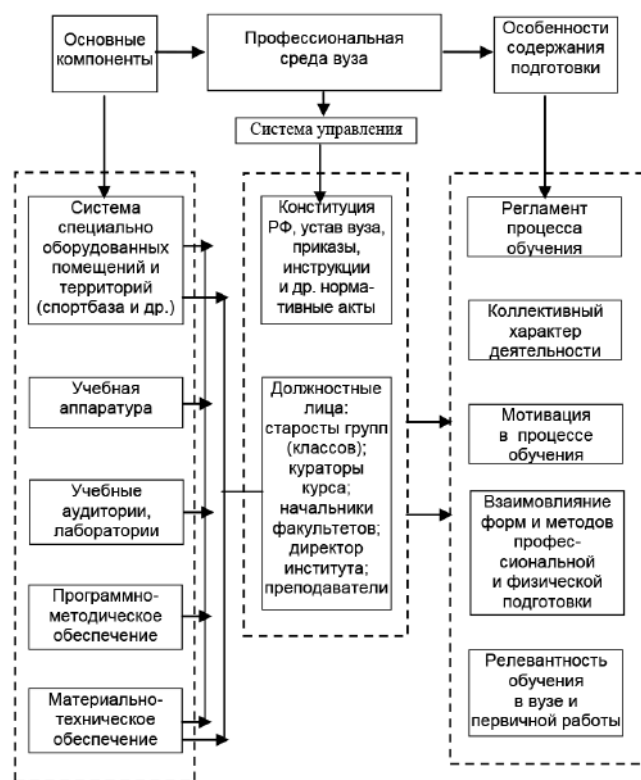 Основные
компоненты
Профессиональная
среда вуза
Особенности
содержания
подготовки
Система управления
Система
специально
оборудованных
помещений и
территорий
(спортбаза и др.)
Учебная
аппаратура
Учебные
аудитории,
лаборатории
Программно-
методическое
обеспечение
Материально-
техническое
обеспечение
Конституция
РФ, устав вуза,
приказы,
инструкции
и др. норма-
тивные акты
Должностные
лица:
старосты групп
(классов);
кураторы
курса;
начальники
факультетов;
директор
института;
преподаватели
Регламент
процесса
обучения
Коллективный
характер
деятельности
Мотивация
в процессе
обучения
Взаимовлияние
форм и методов
профес-
сиональной
и физической
подготовки
Релевантность
обучения
в вузе и
первичной работы